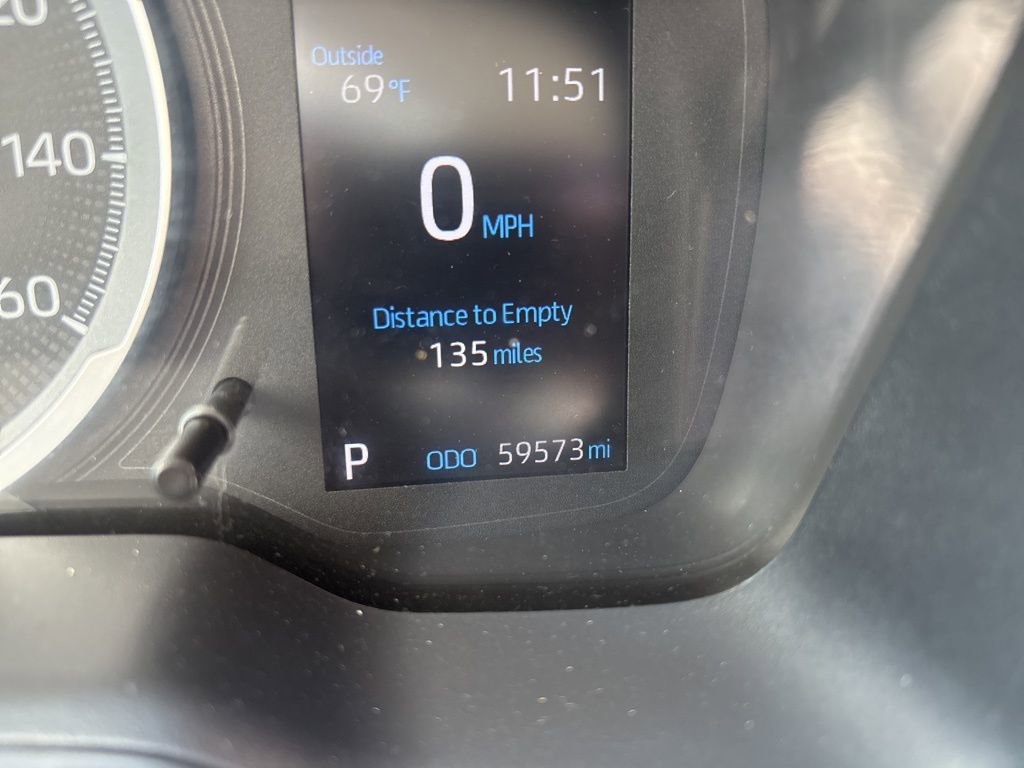 Outside
69°F 11:51
140
0 MPH
60
Distance to Empty
135 miles
P ODO 59573 mi